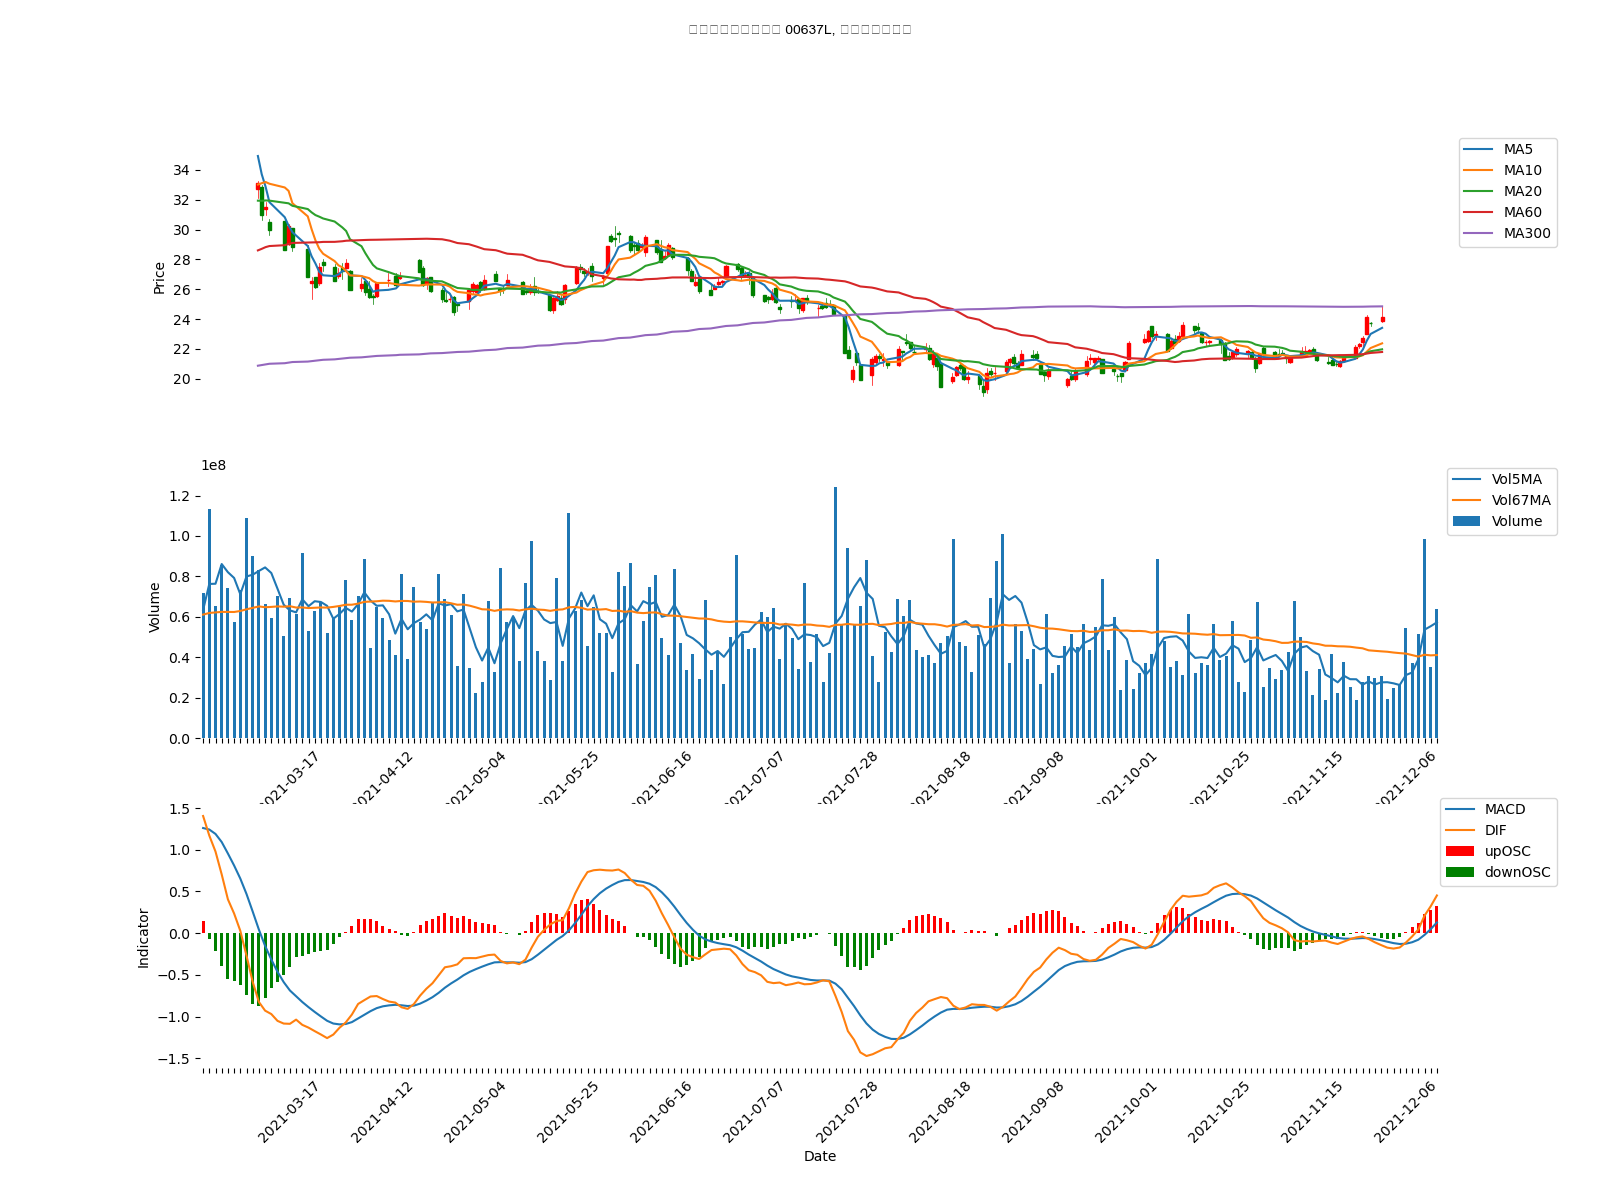 00637L,
MA5
MA10
MA20
MA60
MA300
Price
34
32
30
28
26
24
22
20
1e8
Vol5MA
Vol67MA
Volume
Volume
1.2
1.0
0.8
0.6
0.4
0.2
0.0
2021-03-17 2021-04-12 2021-05-04 2021-05-25 2021-06-16 2021-07-07 2021-07-28 2021-08-18 2021-09-08 2021-10-01 2021-10-25 2021-11-15 2021-12-06
MACD
DIF
upOSC
downOSC
Indicator
1.5
1.0
0.5
0.0
−0.5
−1.0
−1.5
2021-03-17 2021-04-12 2021-05-04 2021-05-25 2021-06-16 2021-07-07 2021-07-28 2021-08-18 2021-09-08 2021-10-01 2021-10-25 2021-11-15 2021-12-06
Date